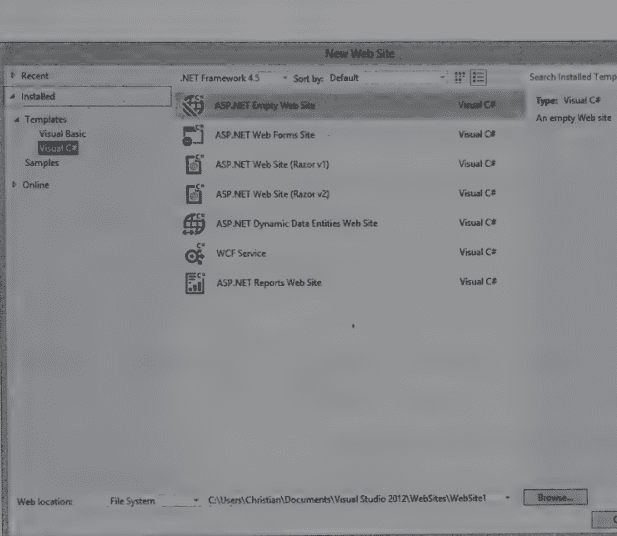 New Web Site
Recent
.NET Framework 4.5 Sort by: Default
Search Installed Temp
Installed
Templates
Visual Basic
Visual C#
Samples
Online
ASP.NET Empty Web Site Visual C#
ASP.NET Web Forms Site Visual C#
ASP.NET Web Site (Razor v1) Visual C#
ASP.NET Web Site (Razor v2) Visual C#
ASP.NET Dynamic Data Entities Web Site Visual C#
WCF Service Visual C#
ASP.NET Reports Web Site Visual C#
Type: Visual C#
An empty Web site
Web location: File System C:\Users\Christian\Documents\Visual Studio 2012\WebSites\WebSite1 Browse...